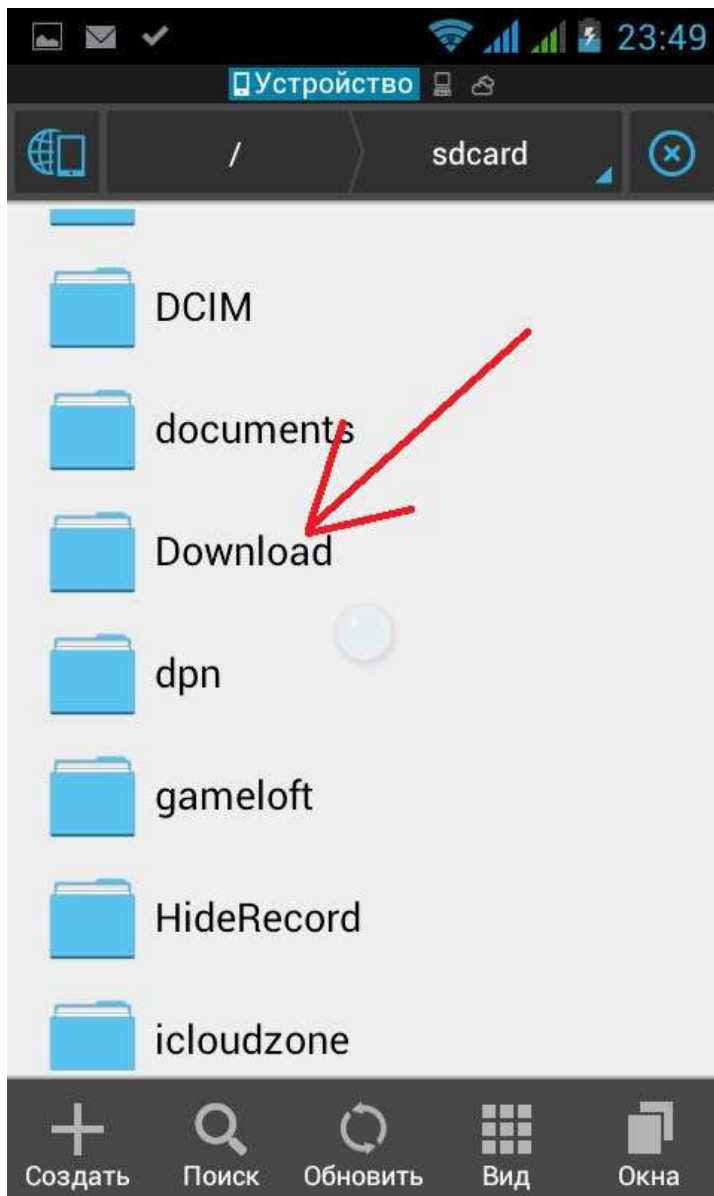 23:49
Устройство
/ sdcard
DCIM
documents
Download
dpn
gameloft
HideRecord
icloudzone
Создать Поиск Обновить Вид Окна